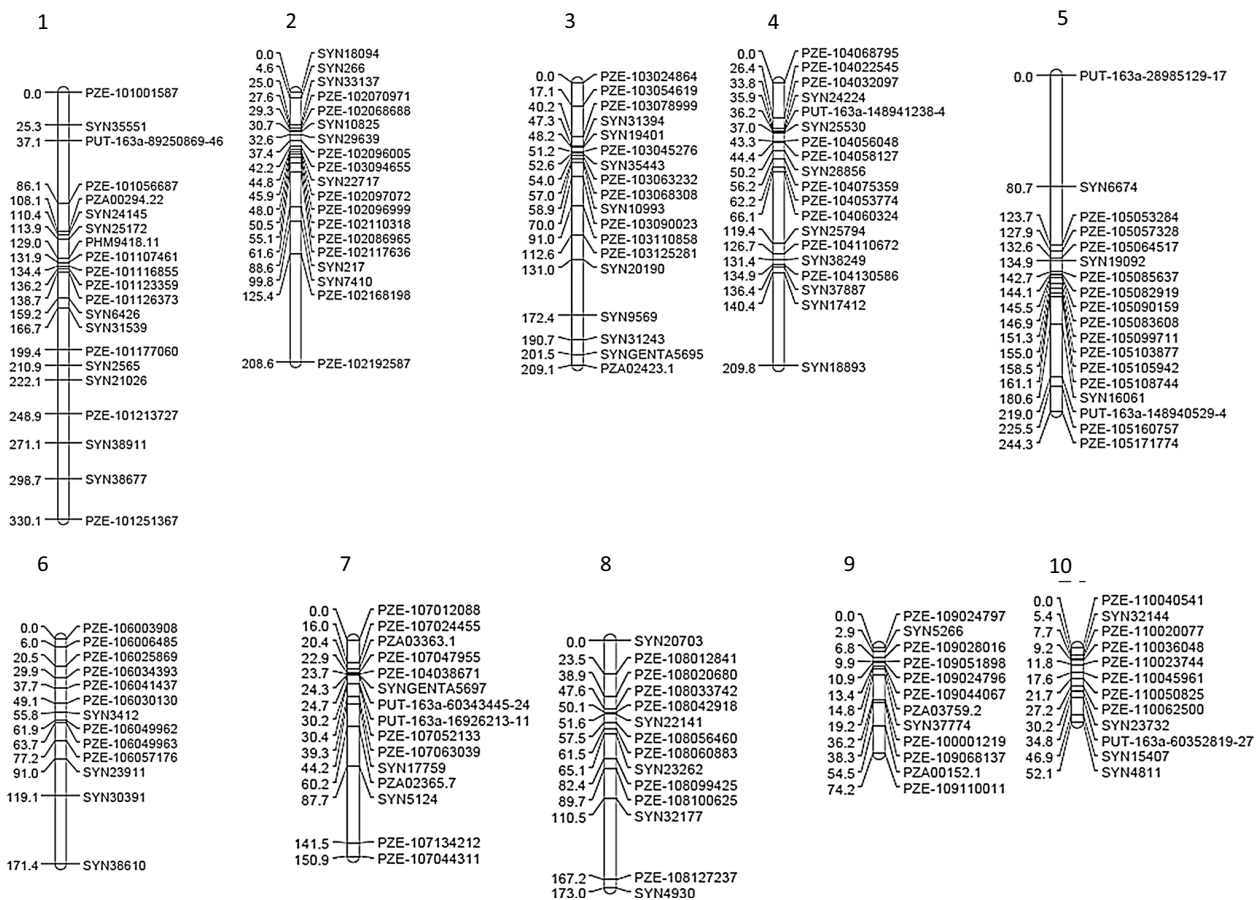 1
0.0 PZE-101001587
25.3 SYN35551
37.1 PUT-163a-89250869-46
86.1 PZE-101056687
108.1 PZA00294.22
110.4 SYN24145
113.9 SYN25172
129.0 PHM9418.11
131.9 PZE-101107461
134.4 PZE-101116855
136.2 PZE-101123359
138.7 PZE-101126373
159.2 SYN6426
166.7 SYN31539
199.4 PZE-101177060
210.9 SYN2565
222.1 SYN21026
248.9 PZE-101213727
271.1 SYN38911
298.7 SYN38677
330.1 PZE-101251367
2
0.0 SYN18094
4.6 SYN266
25.0 SYN33137
27.6 PZE-102070971
29.3 PZE-102068688
30.7 SYN10825
32.6 SYN29639
37.4 PZE-102096005
42.2 PZE-103094655
44.8 SYN22717
45.9 PZE-102097072
48.0 PZE-102096999
50.5 PZE-102110318
55.1 PZE-102086965
61.6 PZE-102117636
88.6 SYN217
99.8 SYN7410
125.4 PZE-102168198
208.6 PZE-102192587
3
0.0 PZE-103024864
17.1 PZE-103054619
40.2 PZE-103078999
47.3 SYN31394
48.2 SYN19401
51.2 PZE-103045276
52.6 SYN35443
54.0 PZE-103063232
57.0 PZE-103068308
58.9 SYN10993
70.0 PZE-103090023
91.0 PZE-103110858
112.6 PZE-103125281
131.0 SYN20190
172.4 SYN9569
190.7 SYN31243
201.5 SYNGENTA5695
209.1 PZA02423.1
4
0.0 PZE-104068795
26.4 PZE-104022545
33.8 PZE-104032097
35.9 SYN24224
36.2 PUT-163a-148941238-4
37.0 SYN25530
43.3 PZE-104056048
44.4 PZE-104058127
50.2 SYN28856
56.2 PZE-104075359
62.2 PZE-104053774
66.1 PZE-104060324
119.4 SYN25794
126.7 PZE-104110672
131.4 SYN38249
134.9 PZE-104130586
136.4 SYN37887
140.4 SYN17412
209.8 SYN18893
5
0.0 PUT-163a-28985129-17
80.7 SYN6674
123.7 PZE-105053284
127.9 PZE-105057328
132.6 PZE-105064517
134.9 SYN19092
142.7 PZE-105085637
144.1 PZE-105082919
145.5 PZE-105090159
146.9 PZE-105083608
151.3 PZE-105099711
155.0 PZE-105103877
158.5 PZE-105105942
161.1 PZE-105108744
180.6 SYN16061
219.0 PUT-163a-148940529-4
225.5 PZE-105160757
244.3 PZE-105171774
6
0.0 PZE-106003908
6.0 PZE-106006485
20.5 PZE-106025869
29.9 PZE-106034393
37.7 PZE-106041437
49.1 PZE-106030130
55.8 SYN3412
61.9 PZE-106049962
63.7 PZE-106049963
77.2 PZE-106057176
91.0 SYN23911
119.1 SYN30391
171.4 SYN38610
7
0.0 PZE-107012088
16.0 PZE-107024455
20.4 PZA03363.1
22.9 PZE-107047955
23.7 PZE-104038671
24.3 SYNGENTA5697
24.7 PUT-163a-60343445-24
30.2 PUT-163a-16926213-11
30.4 PZE-107052133
39.3 PZE-107063039
44.2 SYN17759
60.2 PZA02365.7
87.7 SYN5124
141.5 PZE-107134212
150.9 PZE-107044311
8
0.0 SYN20703
23.5 PZE-108012841
38.9 PZE-108020680
47.6 PZE-108033742
50.1 PZE-108042918
51.6 SYN22141
57.5 PZE-108056460
61.5 PZE-108060883
65.1 SYN23262
82.4 PZE-108099425
89.7 PZE-108100625
110.5 SYN32177
167.2 PZE-108127237
173.0 SYN4930
9
0.0 PZE-109024797
2.9 SYN5266
6.8 PZE-109028016
9.9 PZE-109051898
10.9 PZE-109024796
13.4 PZE-109044067
14.8 PZA03759.2
19.2 SYN37774
36.2 PZE-100001219
38.3 PZE-109068137
54.5 PZA00152.1
74.2 PZE-109110011
10
0.0 PZE-110040541
5.4 SYN32144
7.7 PZE-110020077
9.2 PZE-110036048
11.8 PZE-110023744
17.6 PZE-110045961
21.7 PZE-110050825
27.2 PZE-110062500
30.2 SYN23732
34.8 PUT-163a-60352819-27
46.9 SYN15407
52.1 SYN4811